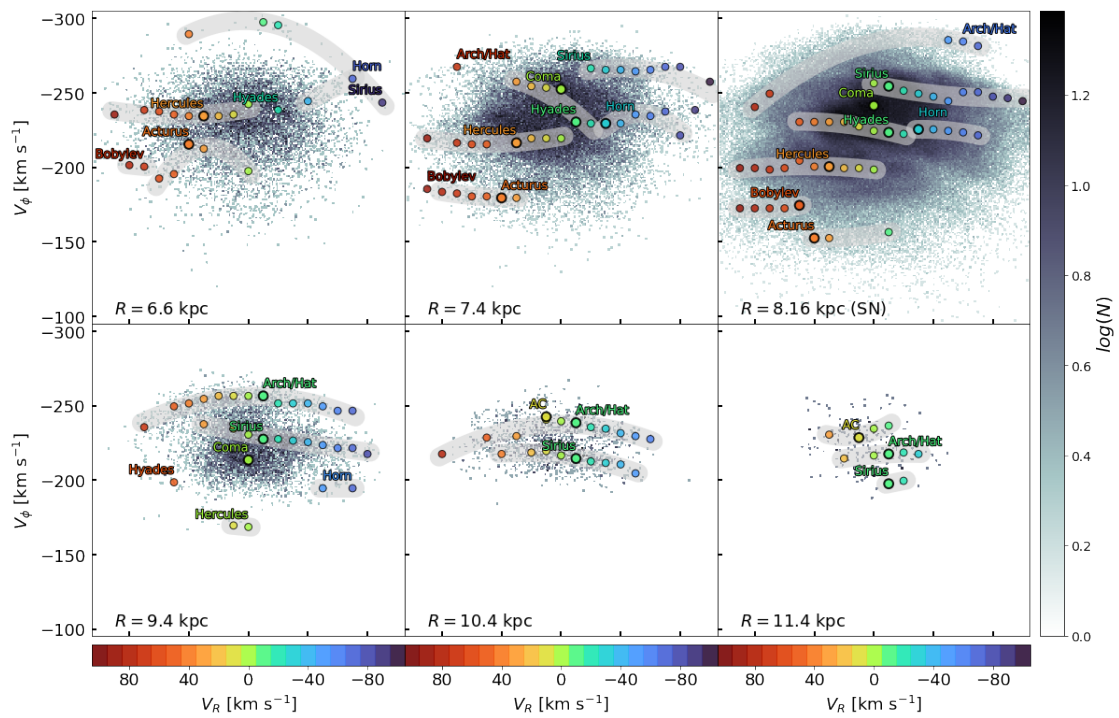 −300
−250
−200
−150
−100
V_ϕ [km s⁻¹]
Horn
Sirius
Hercules
Hyades
Acturus
Bobylev
R = 6.6 kpc
Arch/Hat
Sirius
Coma
Hyades
Horn
Hercules
Bobylev
Acturus
R = 7.4 kpc
Arch/Hat
Sirius
Coma
Hyades
Horn
Hercules
Bobylev
Acturus
R = 8.16 kpc (SN)
−300
−250
−200
−150
−100
V_ϕ [km s⁻¹]
Arch/Hat
Sirius
Coma
Hyades
Horn
Hercules
R = 9.4 kpc
AC
Arch/Hat
Sirius
R = 10.4 kpc
AC
Arch/Hat
Sirius
R = 11.4 kpc
80 40 0 −40 −80
V_R [km s⁻¹]
80 40 0 −40 −80
V_R [km s⁻¹]
80 40 0 −40 −80
V_R [km s⁻¹]
1.2
1.0
0.8
0.6
0.4
0.2
0.0
log(N)